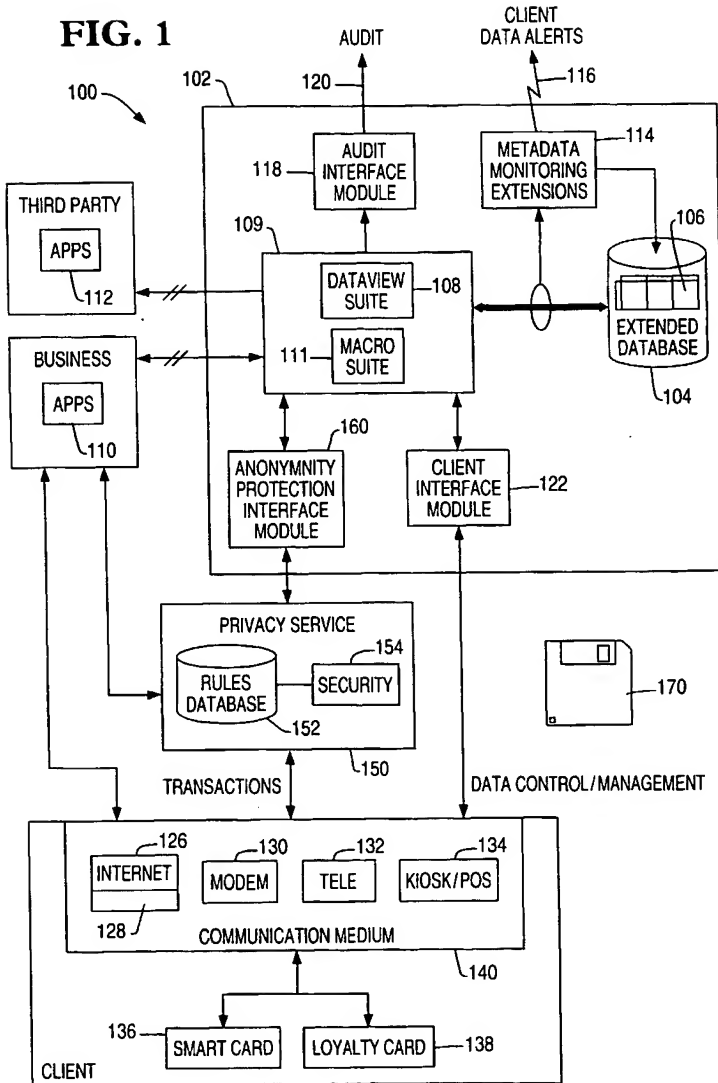 FIG. 1
AUDIT
CLIENT
DATA ALERTS
100
102
120
116
118
AUDIT
INTERFACE
MODULE
METADATA
MONITORING
EXTENSIONS
114
THIRD PARTY
APPS
112
109
DATAVIEW
SUITE
108
111
MACRO
SUITE
106
EXTENDED
DATABASE
104
BUSINESS
APPS
110
160
ANONYMNITY
PROTECTION
INTERFACE
MODULE
CLIENT
INTERFACE
MODULE
122
PRIVACY SERVICE
RULES
DATABASE
152
154
SECURITY
150
170
TRANSACTIONS
DATA CONTROL/MANAGEMENT
126
INTERNET
128
130
MODEM
132
TELE
134
KIOSK/POS
COMMUNICATION MEDIUM
140
136
SMART CARD
LOYALTY CARD
138
CLIENT